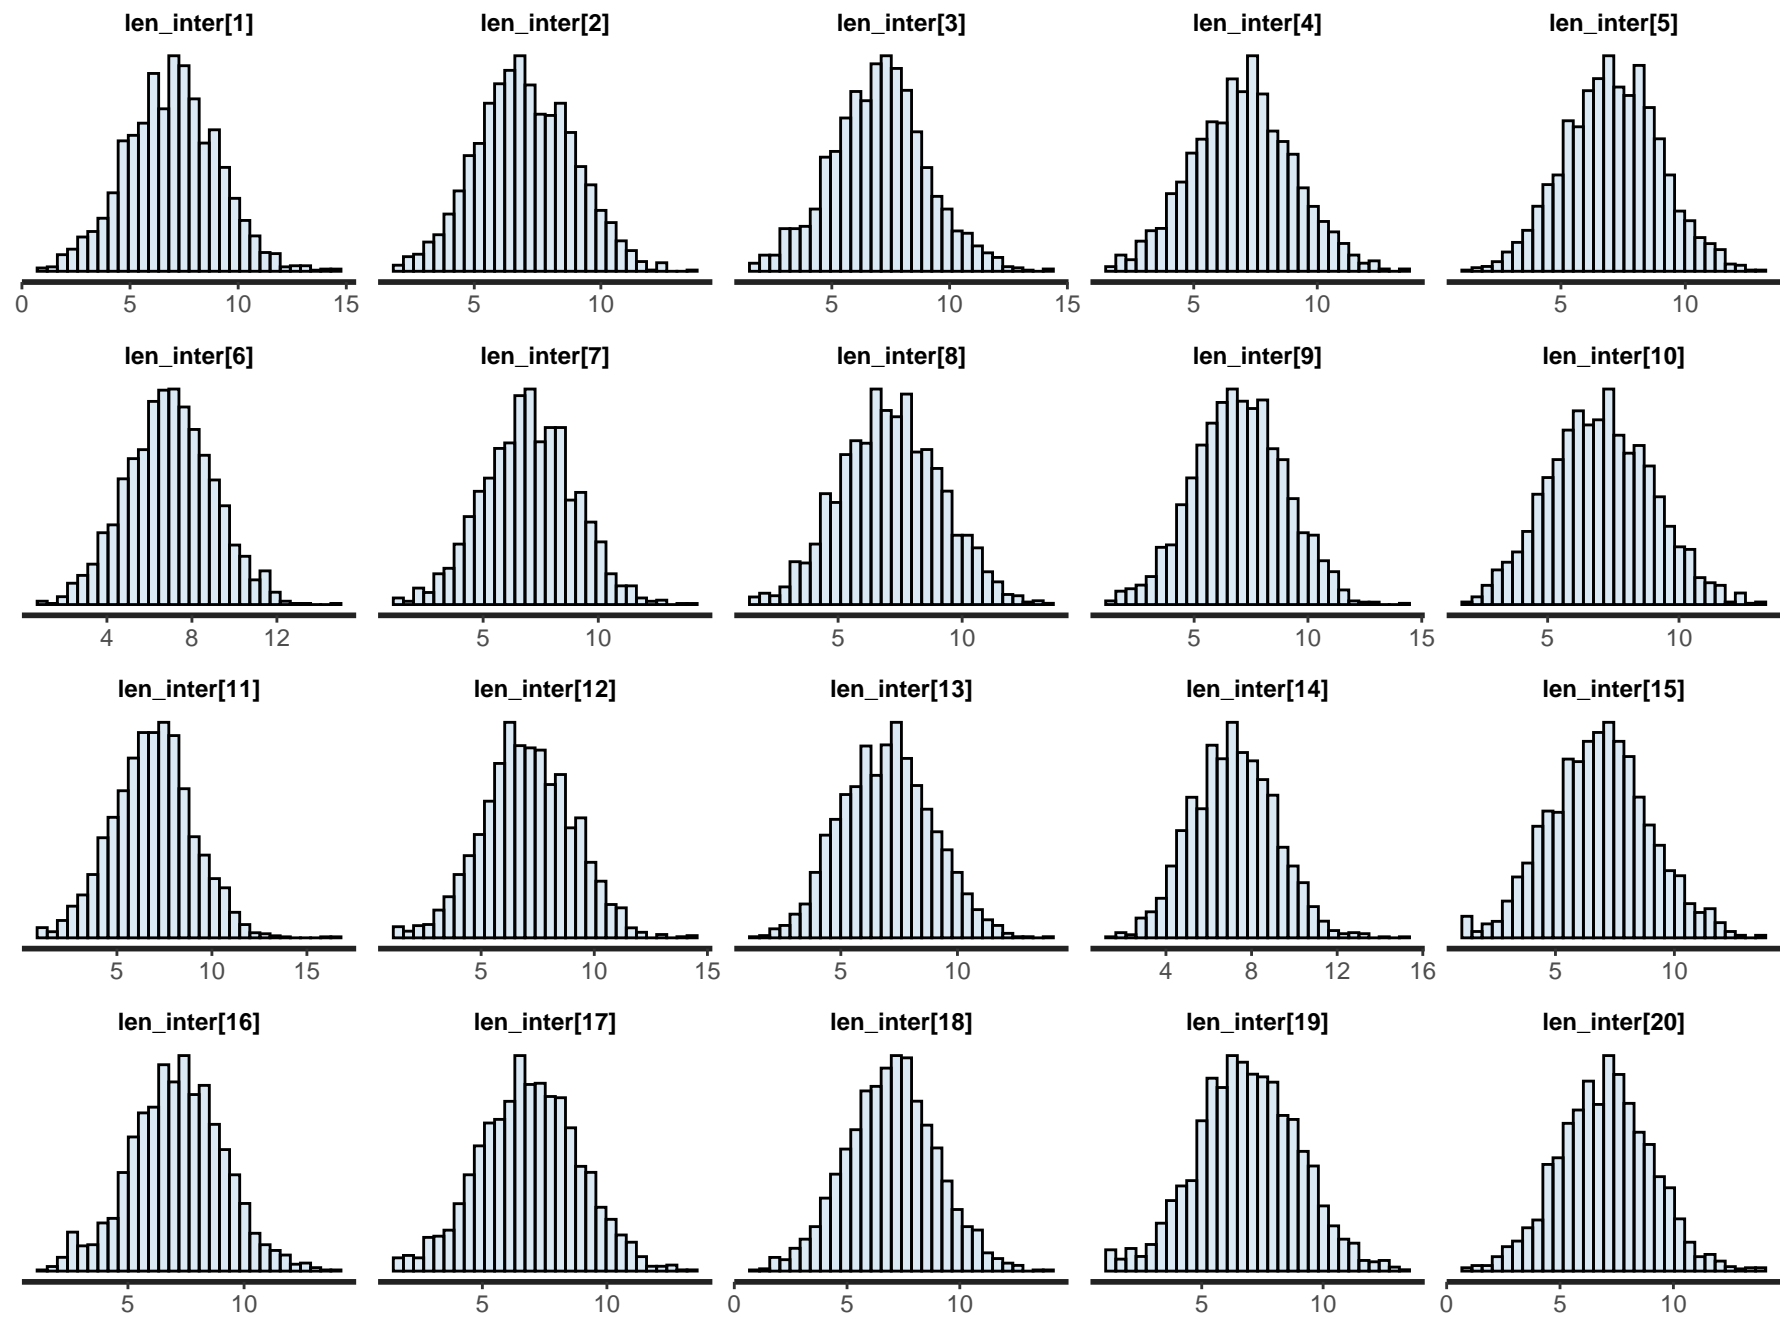 len_inter[1] len_inter[2] len_inter[3] len_inter[4] len_inter[5]
0 5 10 15 5 10 5 10 15 5 10 5 10
len_inter[6] len_inter[7] len_inter[8] len_inter[9] len_inter[10]
4 8 12 5 10 5 10 5 10 15 5 10
len_inter[11] len_inter[12] len_inter[13] len_inter[14] len_inter[15]
5 10 15 5 10 15 5 10 4 8 12 16 5 10
len_inter[16] len_inter[17] len_inter[18] len_inter[19] len_inter[20]
5 10 5 10 0 5 10 5 10 0 5 10